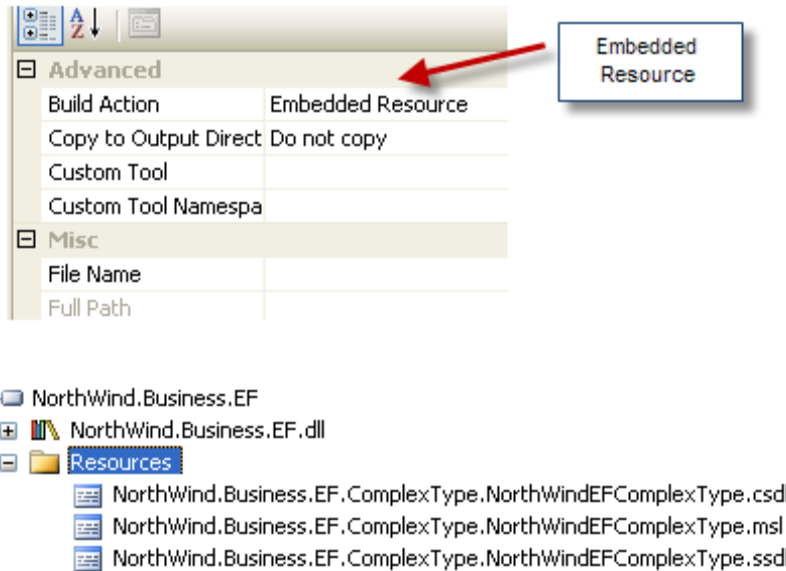 Embedded
Resource
Advanced
Build Action Embedded Resource
Copy to Output Direct Do not copy
Custom Tool
Custom Tool Namespa
Misc
File Name
Full Path
NorthWind.Business.EF
NorthWind.Business.EF.dll
Resources
NorthWind.Business.EF.ComplexType.NorthWindEFComplexType.csd
NorthWind.Business.EF.ComplexType.NorthWindEFComplexType.msl
NorthWind.Business.EF.ComplexType.NorthWindEFComplexType.ssd